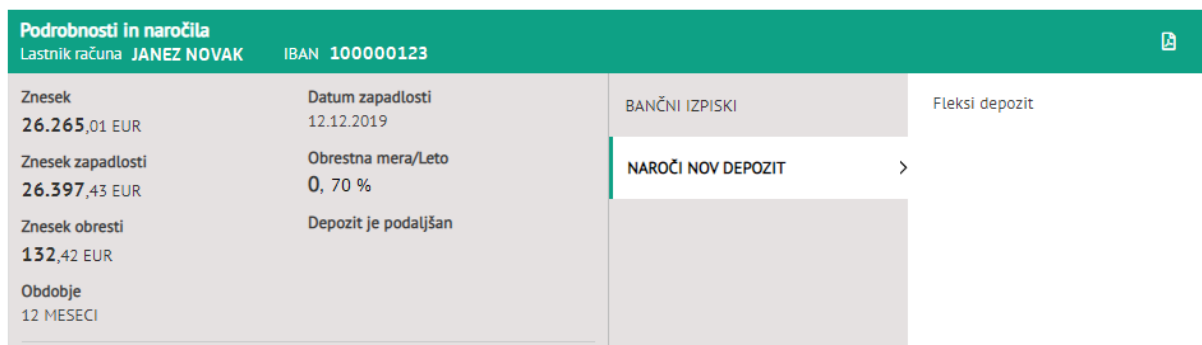 Podrobnosti in naročila
Lastnik računa JANEZ NOVAK IBAN 100000123
Znesek
26.265,01 EUR
Znesek zapadlosti
26.397,43 EUR
Znesek obresti
132,42 EUR
Obdobje
12 MESECI
Datum zapadlosti
12.12.2019
Obrestna mera/Leto
0, 70 %
Depozit je podaljšan
BANČNI IZPISKI
NAROČI NOV DEPOZIT
Fleksi depozit